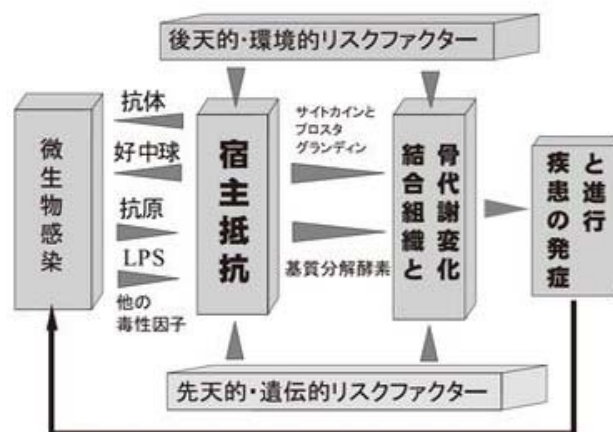 後天的・環境的リスクファクター
微生物感染
抗体
好中球
抗原
LPS
他の
毒性因子
宿主抵抗
サイトカインと
プロスタ
グランディン
基質分解酵素
結合組織と
骨代謝変化
疾患の発症
と進行
先天的・遺伝的リスクファクター